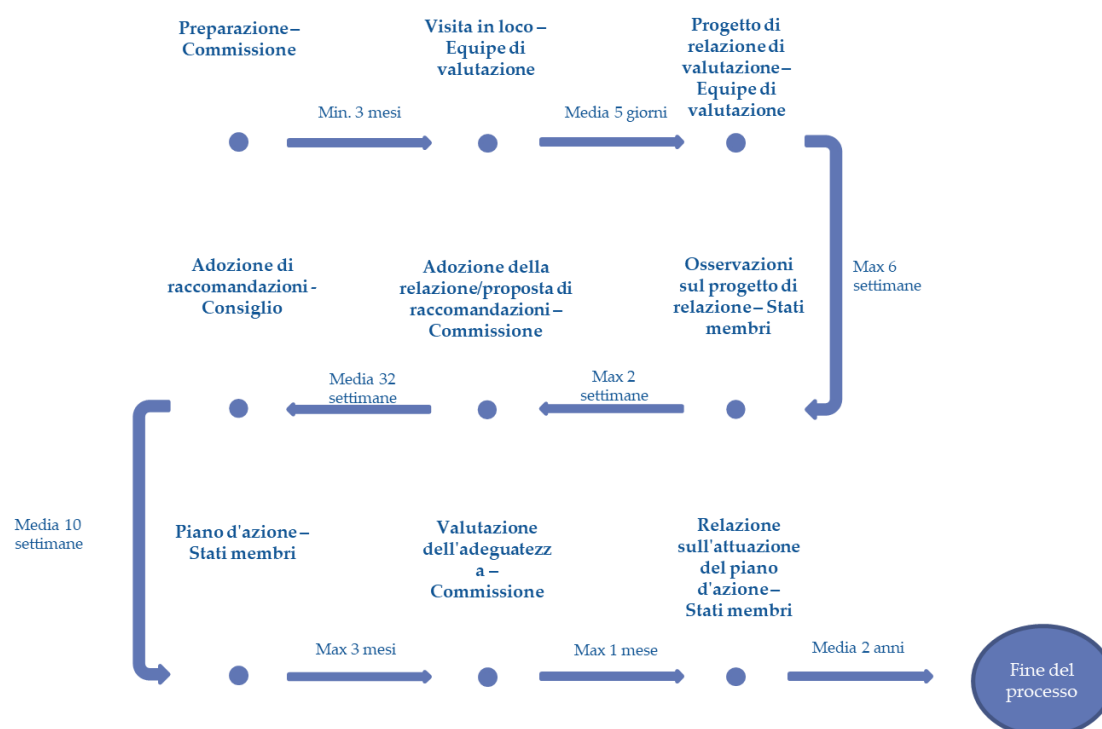 Preparazione–
Commissione
Visita in loco –
Equipe di
valutazione
Progetto di
relazione di
valutazione–
Equipe di
valutazione
Min. 3 mesi
Media 5 giorni
Max 6
settimane
Osservazioni
sul progetto di
relazione– Stati
membri
Adozione della
relazione/proposta di
raccomandazioni–
Commissione
Adozione di
raccomandazioni-
Consiglio
Max 2
settimane
Media 32
settimane
Media 10
settimane
Piano d'azione–
Stati membri
Valutazione
dell'adeguatezz
a –
Commissione
Relazione
sull'attuazione
del piano
d'azione–
Stati membri
Max 3 mesi
Max 1 mese
Media 2 anni
Fine del
processo